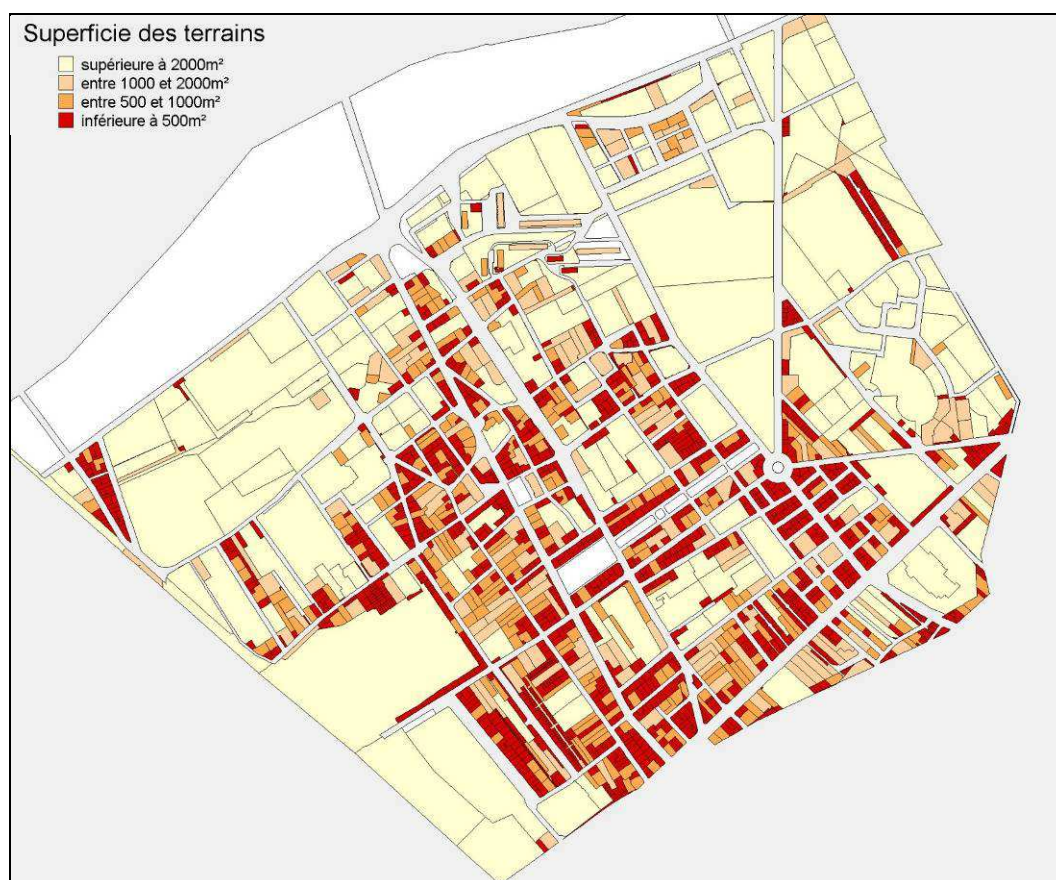 Superficie des terrains
supérieure à 2000m²
entre 1000 et 2000m²
entre 500 et 1000m²
inférieure à 500m²